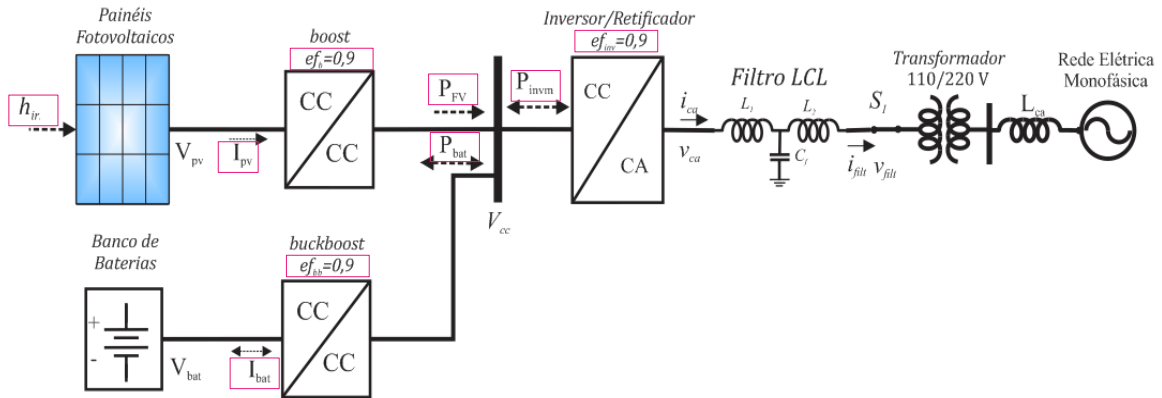 Painéis
Fotovoltaicos
boost
ef_b=0,9
Inversor/Retificador
ef_inv=0,9
Transformador
110/220 V
Rede Elétrica
Monofásica
h_ir.
CC
CC
P_FV
P_invm
CC
CA
i_ca
v_ca
Filtro LCL
L_1
L_2
C_f
S_1
i_filt v_filt
L_ca
V_pv
I_pv
P_bat
V_cc
Banco de
Baterias
buckboost
ef_bb=0,9
+
-
CC
CC
V_bat
I_bat